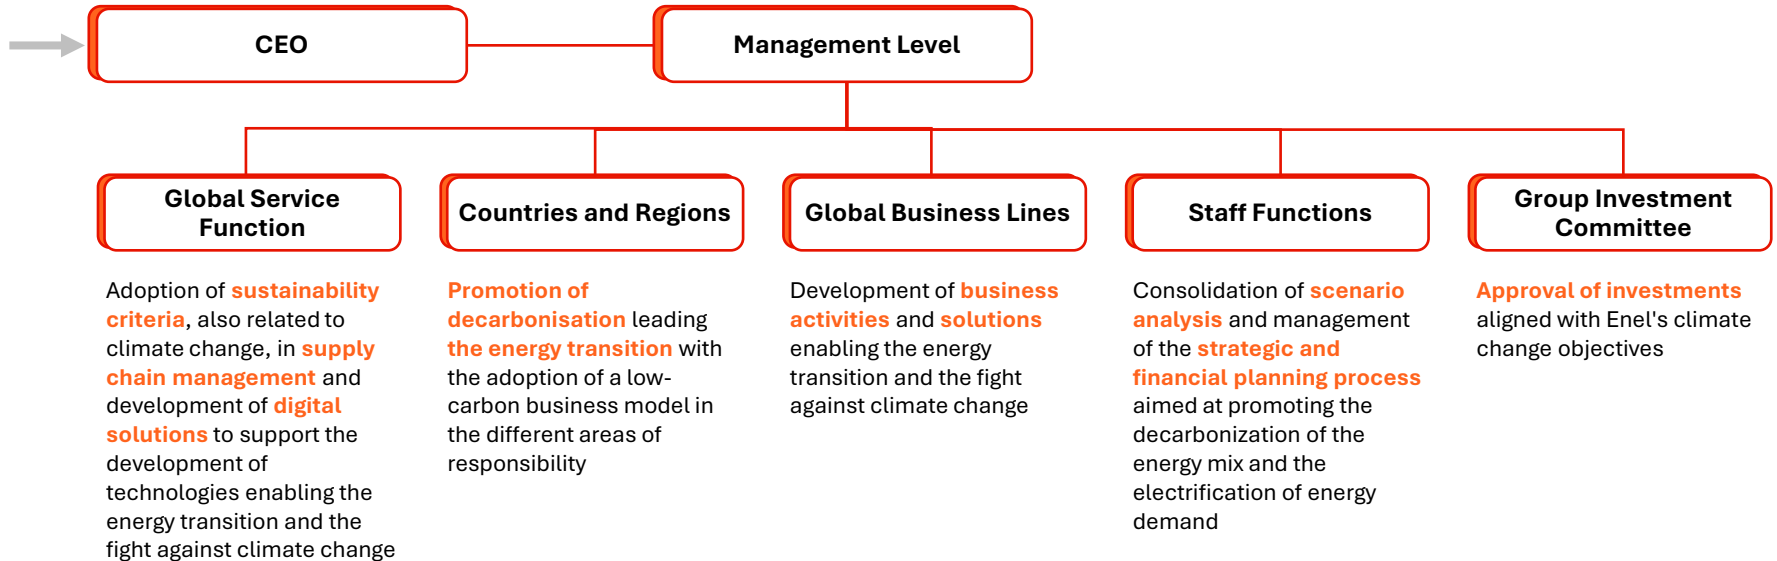 CEO
Management Level
Global Service
Function
Countries and Regions
Global Business Lines
Staff Functions
Group Investment
Committee
Adoption of sustainability
criteria, also related to
climate change, in supply
chain management and
development of digital
solutions to support the
development of
technologies enabling the
energy transition and the
fight against climate change
Promotion of
decarbonisation leading
the energy transition with
the adoption of a low-
carbon business model in
the different areas of
responsibility
Development of business
activities and solutions
enabling the energy
transition and the fight
against climate change
Consolidation of scenario
analysis and management
of the strategic and
financial planning process
aimed at promoting the
decarbonization of the
energy mix and the
electrification of energy
demand
Approval of investments
aligned with Enel's climate
change objectives